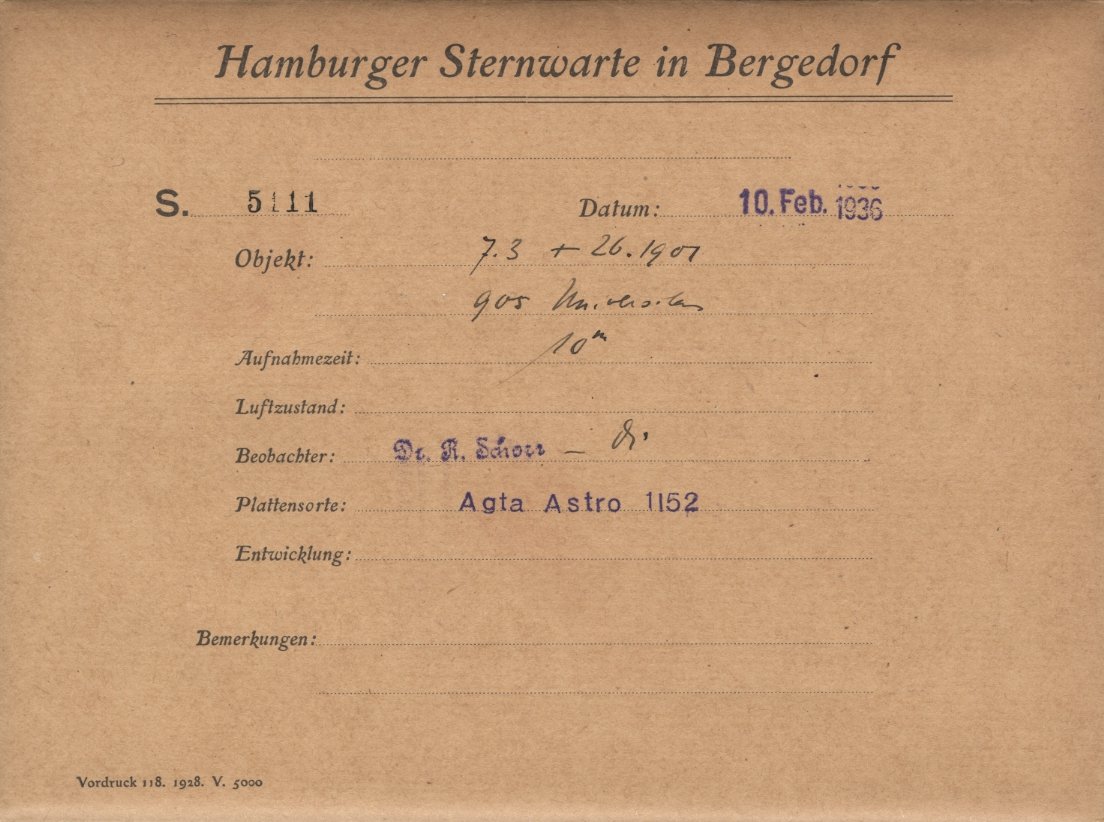 Hamburger Sternwarte in Bergedorf
S. 5111 Datum: 10. Feb. 1936
Objekt: 7.3 + 26.1901
905 Universitas
Aufnahmezeit: 10m
Luftzustand:
Beobachter: Dr. R. Schorr –
Plattensorte: Agfa Astro 1152
Entwicklung:
Bemerkungen:
Vordruck 118. 1928. V. 5000